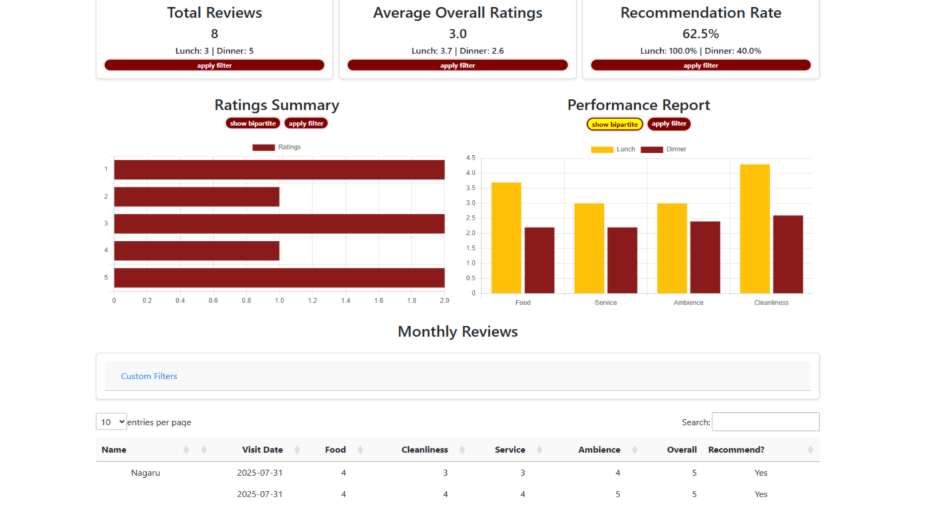 Total Reviews Average Overall Ratings Recommendation Rate
8 3.0 62.5%
Lunch: 3 | Dinner: 5 Lunch: 3.7 | Dinner: 2.6 Lunch: 100.0% | Dinner: 40.0%
apply filter apply filter apply filter
Ratings Summary
show bipartite apply filter
Ratings
1
2
3
4
5
0 0.2 0.4 0.6 0.8 1.0 1.2 1.4 1.6 1.8 2.0
Performance Report
show bipartite apply filter
Lunch Dinner
4.5
4.0
3.5
3.0
2.5
2.0
1.5
1.0
0.5
0
Food Service Ambience Cleanliness
Monthly Reviews
Custom Filters
10 entries per page Search:
Name Visit Date Food Cleanliness Service Ambience Overall Recommend?
Nagaru 2025-07-31 4 3 3 4 5 Yes
2025-07-31 4 4 4 5 5 Yes